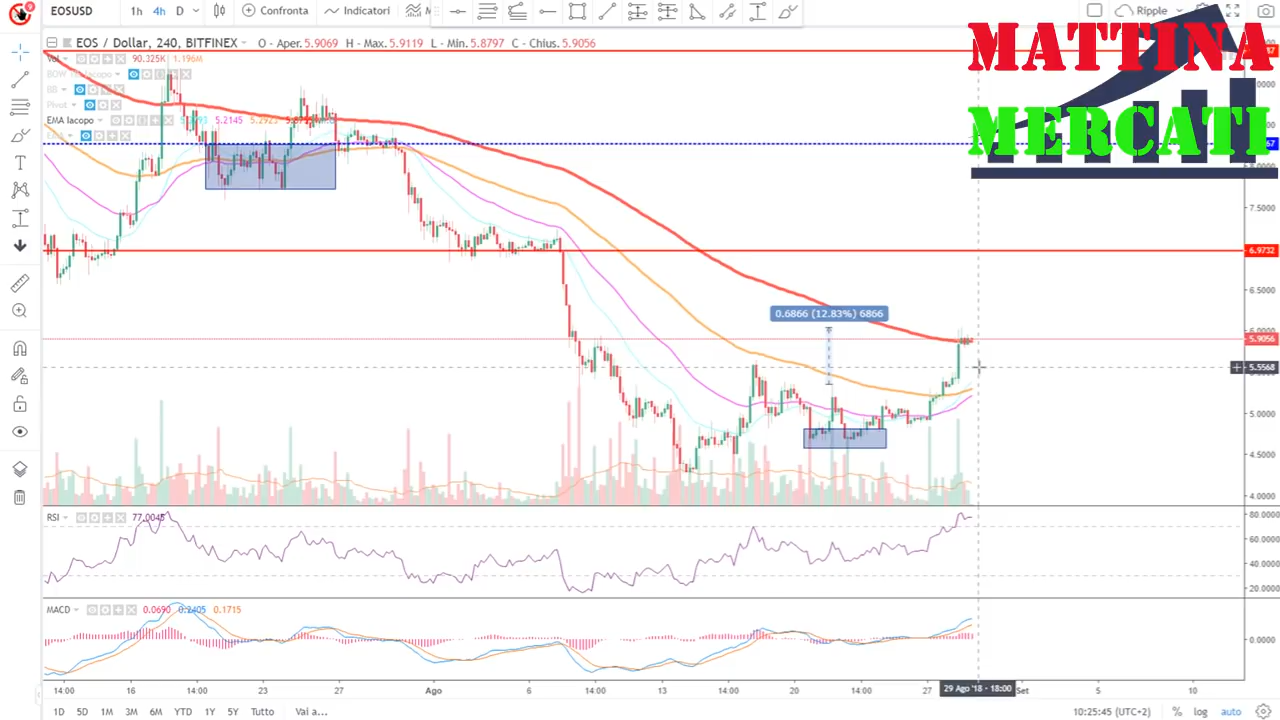 EOSUSD 1h 4h D Confronta Indicatori Ripple
EOS / Dollar, 240, BITFINEX O - Aper. 5.9069 H - Max. 5.9119 L - Min. 5.8797 C - Chius. 5.9056
Vol 90.325K 1.196M
BB
Pivot
EMA Iacopo 5.2145
MATTINA
MERCATI
7.5000
6.9732
6.5000
0.6866 (12.83%) 6866
6.0000
5.9056
5.5568
5.0000
4.5000
4.0000
RSI 77.0045
80.0000
60.0000
40.0000
20.0000
MACD 0.0690 0.2405 0.1715
0.0000
14:00 16 14:00 23 27 Ago 6 14:00 13 20 14:00 27 29 Ago '18 - 18:00 Set 5 10
1D 5D 1M 3M 6M YTD 1Y 5Y Tutto Vai a... 10:25:45 (UTC+2) % log auto